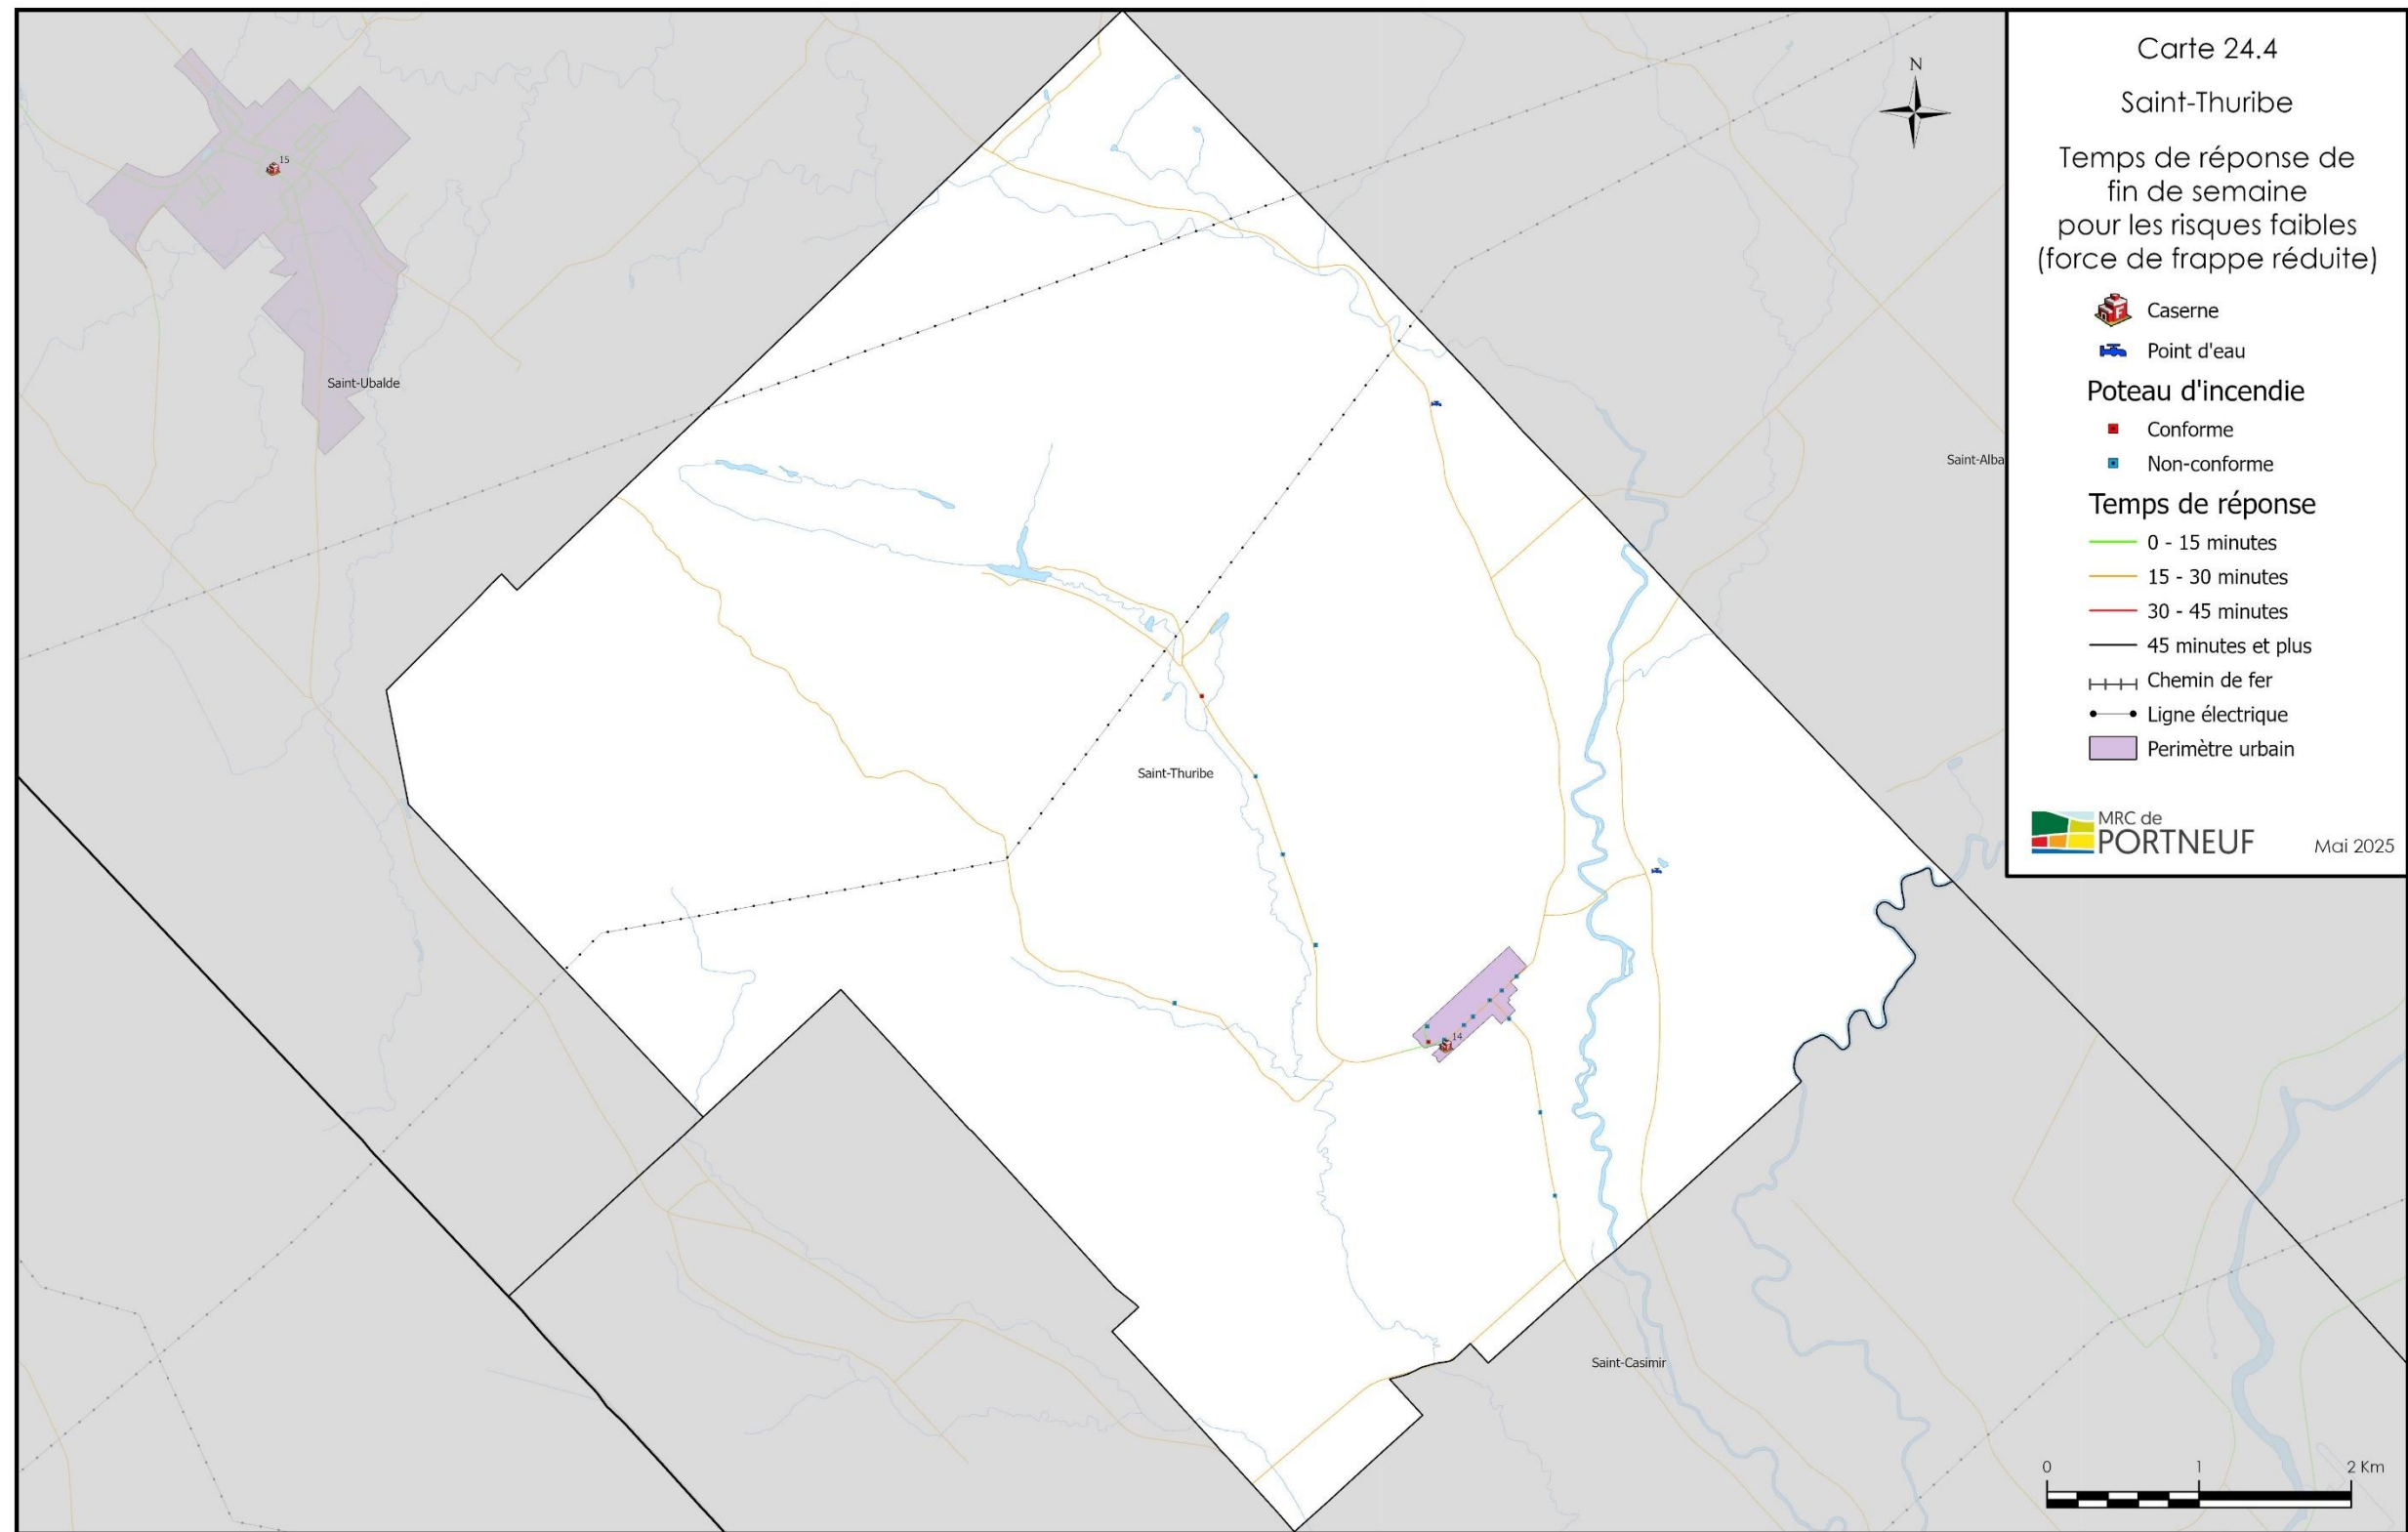 Carte 24.4
Saint-Thuribe
Temps de réponse de
fin de semaine
pour les risques faibles
(force de frappe réduite)
Caserne
Point d'eau
Poteau d'incendie
Conforme
Non-conforme
Temps de réponse
0 - 15 minutes
15 - 30 minutes
30 - 45 minutes
45 minutes et plus
Chemin de fer
Ligne électrique
Perimètre urbain
MRC de
PORTNEUF
Mai 2025
N
15
Saint-Ubalde
Saint-Alba
Saint-Thuribe
14
Saint-Casimir
0 1 2 Km